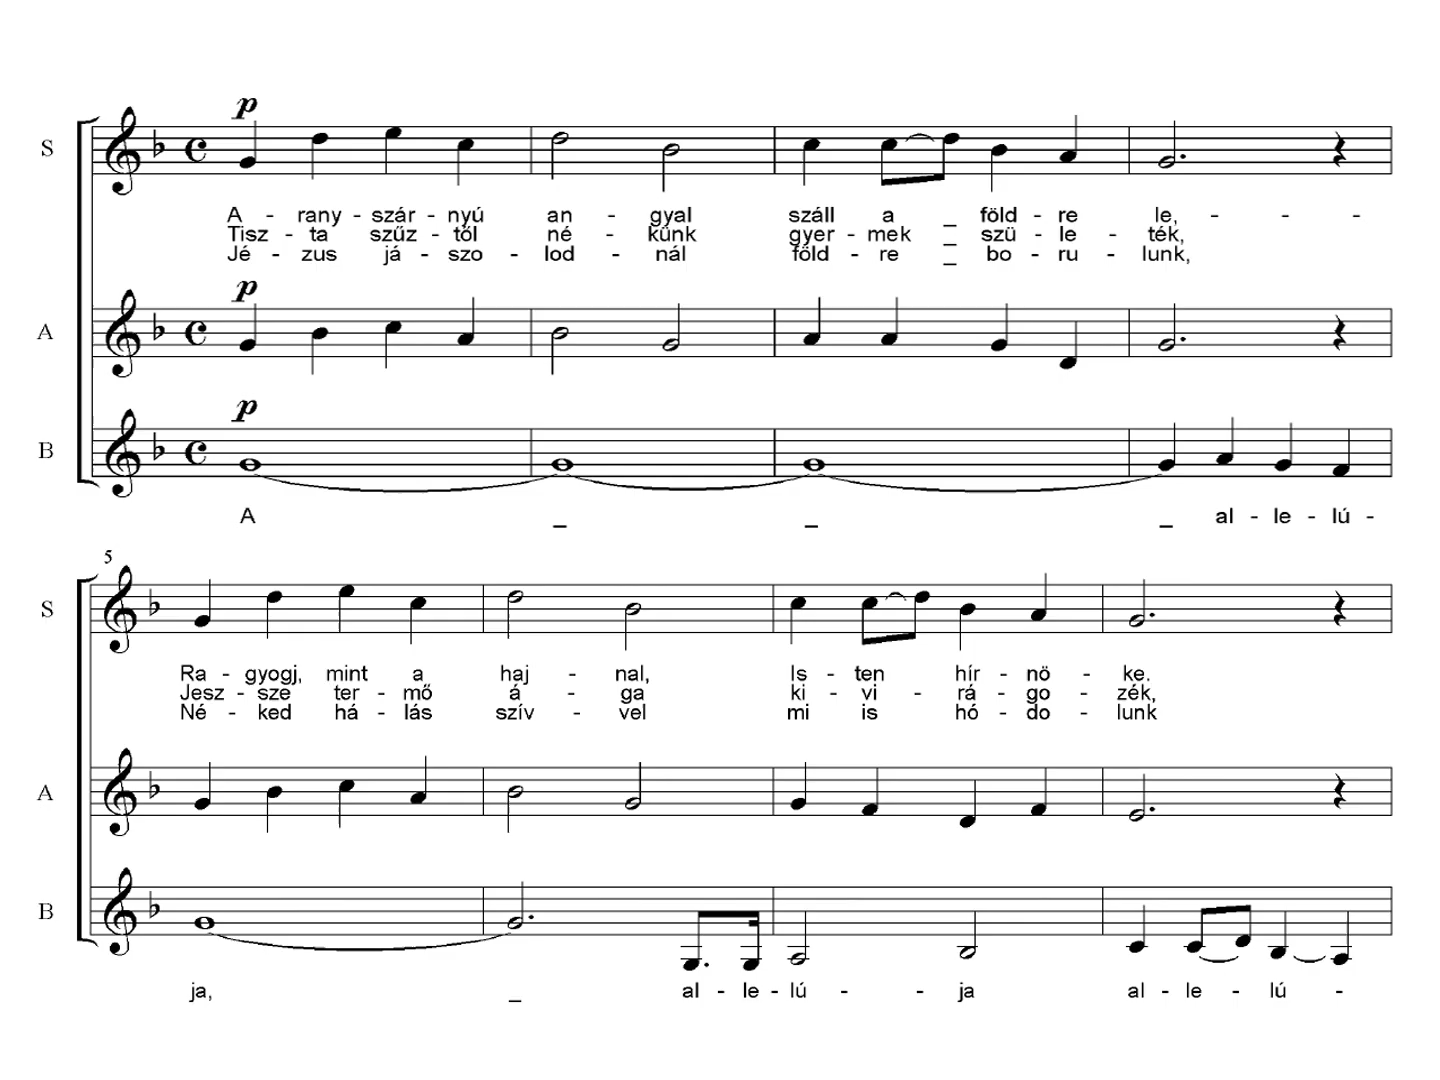 p
S
A - rany - szár - nyú an - gyal száll a _ föld - re le, - - -
Tisz - ta szűz - től né - künk gyer - mek _ szü - le - ték,
Jé - zus já - szo - lod - nál föld - re _ bo - ru - lunk,
p
A
p
B
A _ _ _ al - le - lú -
5
S
Ra - gyogj, mint a haj - nal, Is - ten hír - nö - ke.
Jesz - sze ter - mő á - ga ki - vi - rá - go - zék,
Né - ked há - lás szív - vel mi is hó - do - lunk
A
B
ja, _ al - le - lú - - ja al - le - lú -